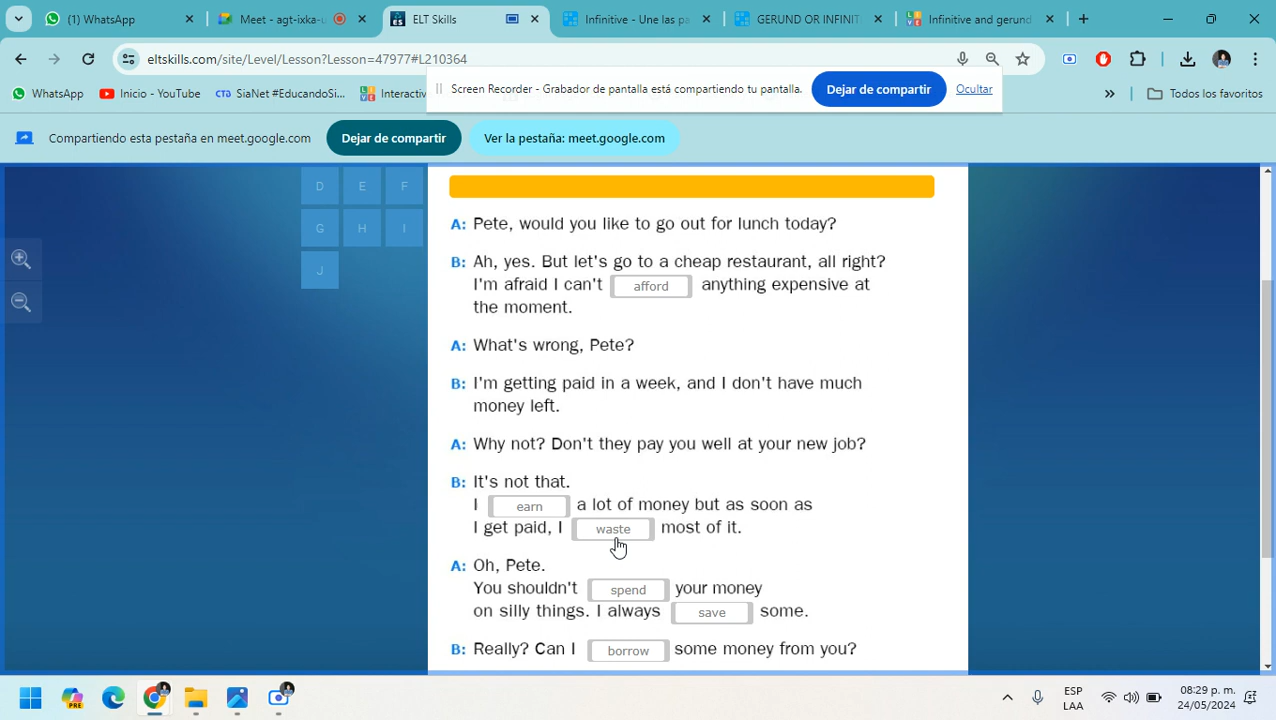 (1) WhatsApp
Meet - agt-ixka-u
ELT Skills
Infinitive - Une las pa
GERUND OR INFINIT
Infinitive and gerund
eltskills.com/site/Level/Lesson?Lesson=47977#L210364
WhatsApp
Inicio - YouTube
CTA SiaNet #EducandoSi...
LIVE Interactiv
Screen Recorder - Grabador de pantalla está compartiendo tu pantalla.
Dejar de compartir
Ocultar
Todos los favoritos
Compartiendo esta pestaña en meet.google.com
Dejar de compartir
Ver la pestaña: meet.google.com
D E F
G H I
J
A: Pete, would you like to go out for lunch today?
B: Ah, yes. But let's go to a cheap restaurant, all right?
I'm afraid I can't afford anything expensive at
the moment.
A: What's wrong, Pete?
B: I'm getting paid in a week, and I don't have much
money left.
A: Why not? Don't they pay you well at your new job?
B: It's not that.
I earn a lot of money but as soon as
I get paid, I waste most of it.
A: Oh, Pete.
You shouldn't spend your money
on silly things. I always save some.
B: Really? Can I borrow some money from you?
PRE
ESP
LAA
08:29 p. m.
24/05/2024